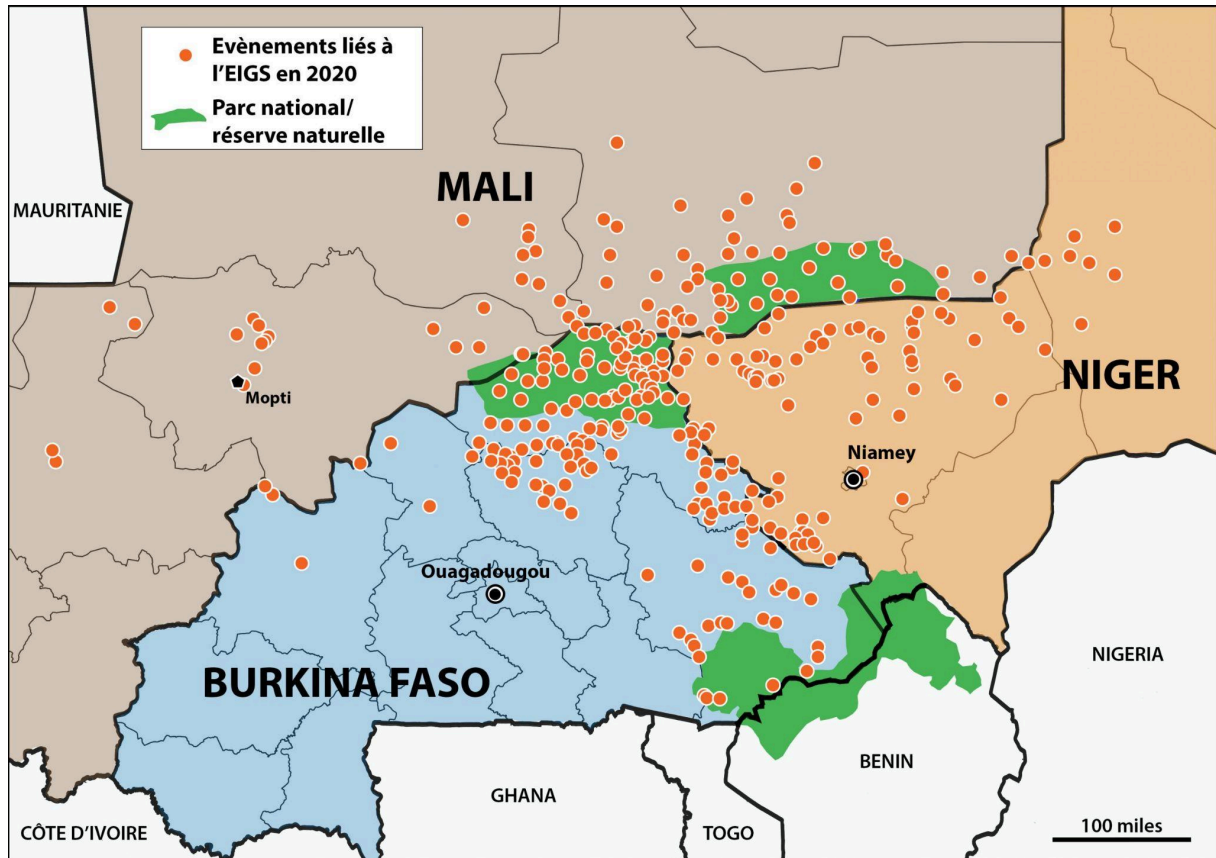 Evènements liés à
l'EIGS en 2020
Parc national/
réserve naturelle
MALI
MAURITANIE
NIGER
Mopti
Niamey
Ouagadougou
BURKINA FASO
NIGERIA
BENIN
GHANA
TOGO
CÔTE D'IVOIRE
100 miles